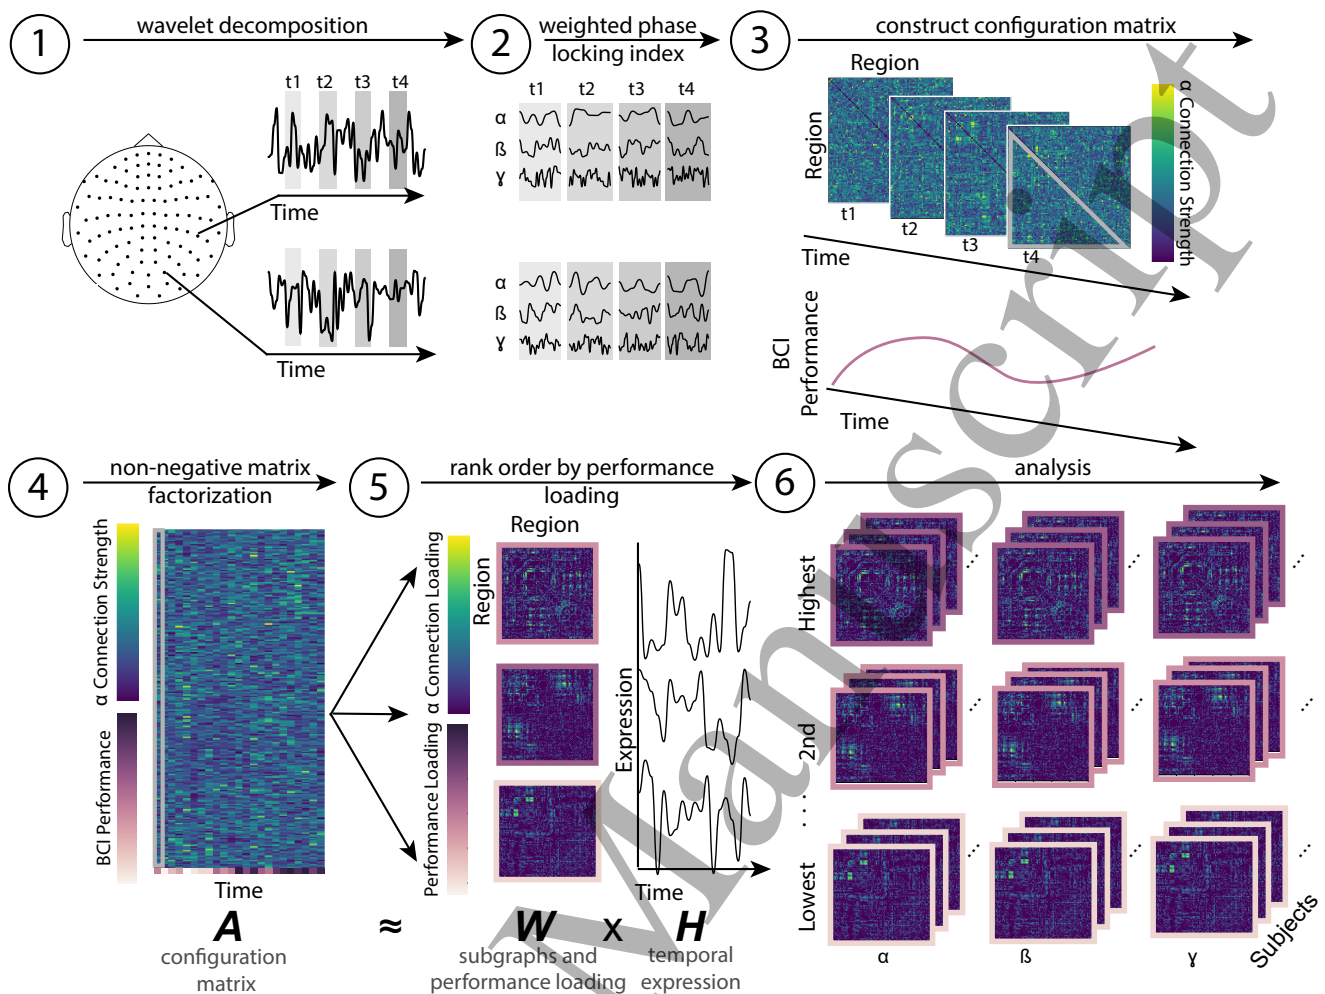 1
wavelet decomposition
t1 t2 t3 t4
Time
Time
2
weighted phase
locking index
t1 t2 t3 t4
α
ß
ɣ
α
ß
ɣ
3
construct configuration matrix
Region
Region
t1
t2
t3
t4
Time
α Connection Strength
BCI
Performance
Time
4
non-negative matrix
factorization
α Connection Strength
BCI Performance
Time
A
configuration
matrix
≈
5
rank order by performance
loading
Region
Region
α Connection Loading
Performance Loading
Expression
Time
W x H
subgraphs and
performance loading
temporal
expression
6
analysis
Highest
2nd
...
Lowest
...
...
...
...
...
...
...
...
...
α
ß
ɣ
Subjects
Manuscript